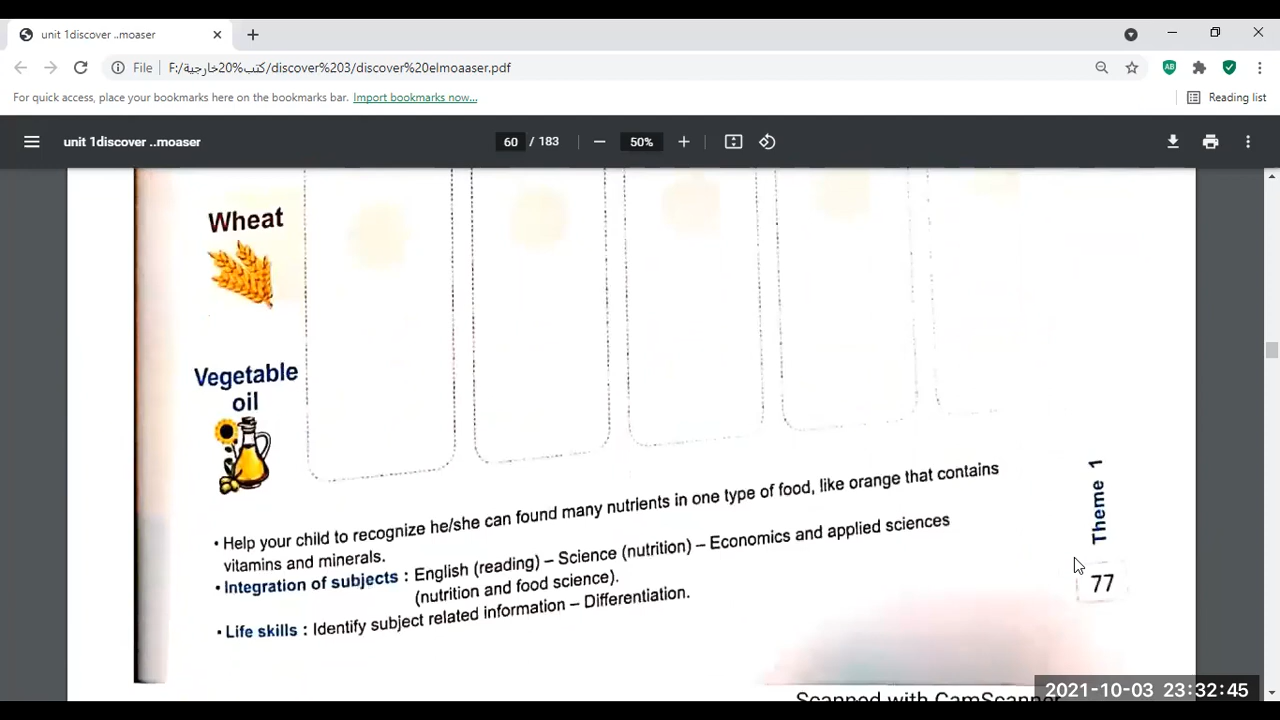 unit 1discover ..moaser
File F:/كتب%20خارجية/discover%203/discover%20elmoaaser.pdf
For quick access, place your bookmarks here on the bookmarks bar. Import bookmarks now...
Reading list
unit 1discover ..moaser
60 / 183
50%
Wheat
Vegetable
oil
• Help your child to recognize he/she can found many nutrients in one type of food, like orange that contains
vitamins and minerals.
• Integration of subjects : English (reading) – Science (nutrition) – Economics and applied sciences
(nutrition and food science).
• Life skills : Identify subject related information – Differentiation.
Theme 1
77
Scanned with CamScanner
2021-10-03 23:32:45